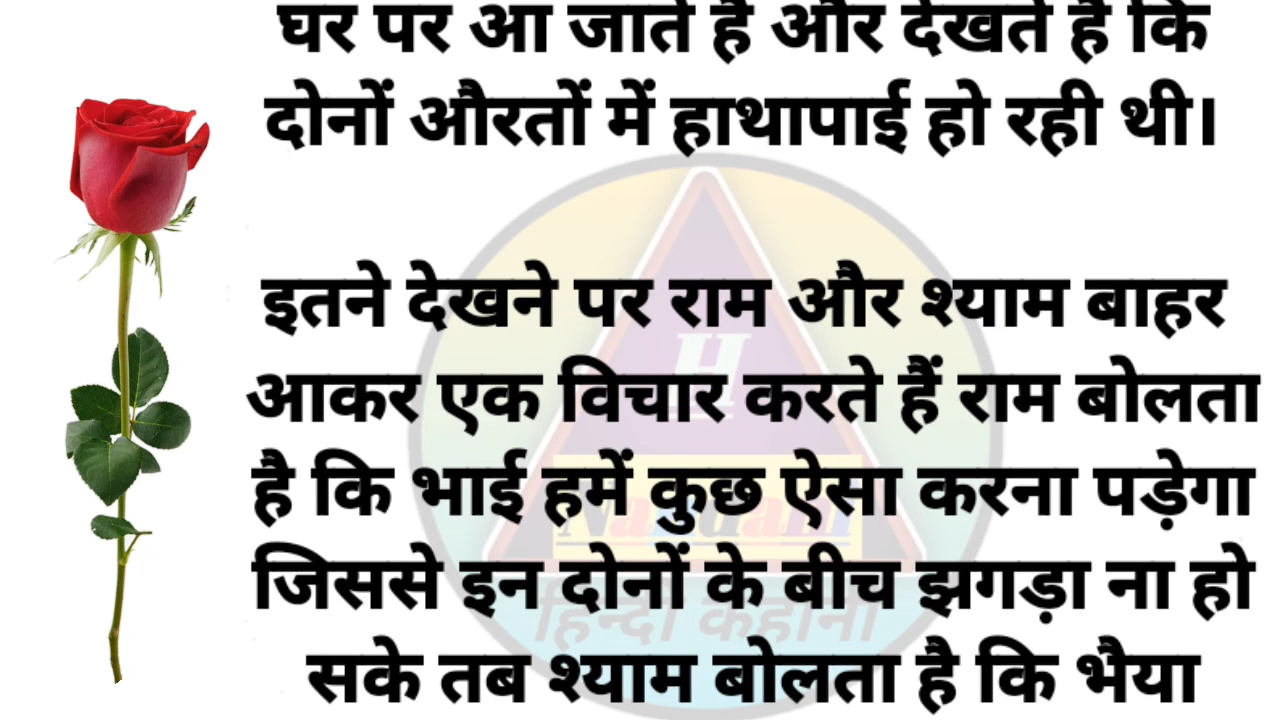 घर पर आ जाते है और देखते है कि
दोनों औरतों में हाथापाई हो रही थी।
इतने देखने पर राम और श्याम बाहर
आकर एक विचार करते हैं राम बोलता
है कि भाई हमें कुछ ऐसा करना पड़ेगा
जिससे इन दोनों के बीच झगड़ा ना हो
सके तब श्याम बोलता है कि भैया
H
हिन्दी कहानी